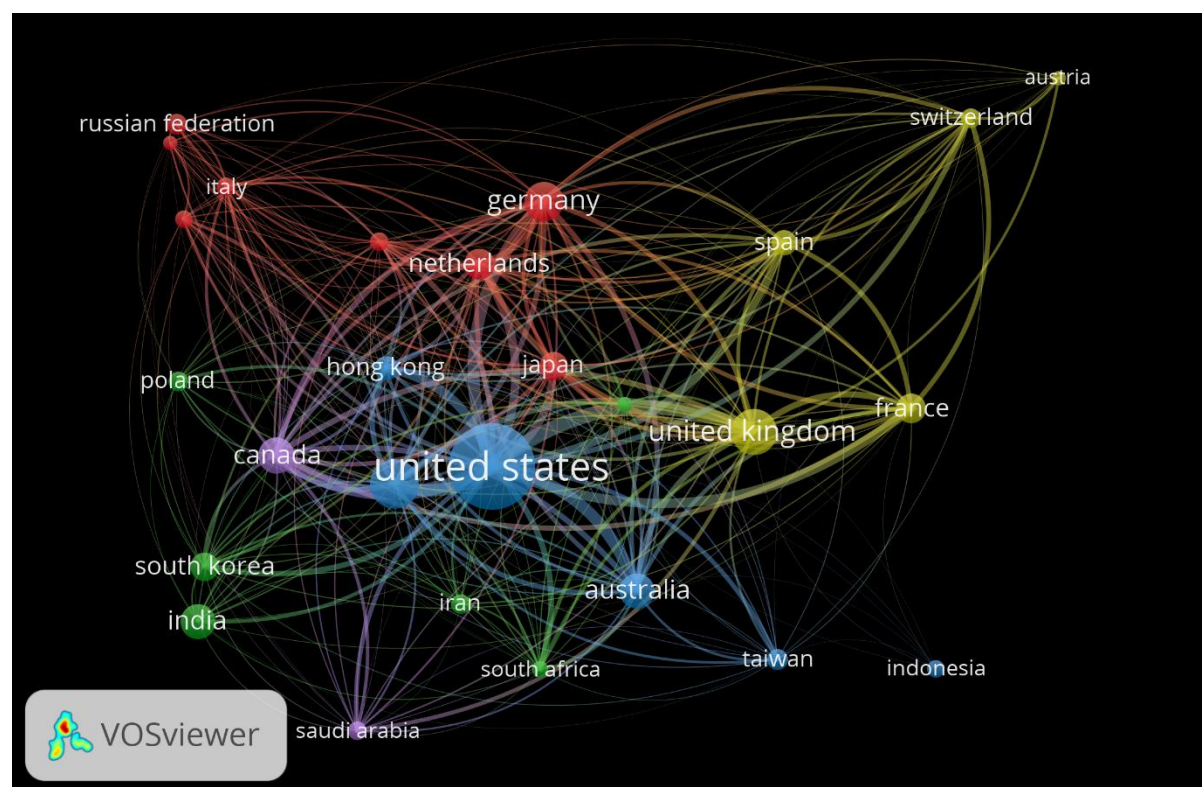 austria
switzerland
russian federation
italy
germany
spain
netherlands
hong kong
japan
poland
france
united kingdom
canada
united states
south korea
australia
iran
india
south africa
taiwan
indonesia
saudi arabia
VOSviewer